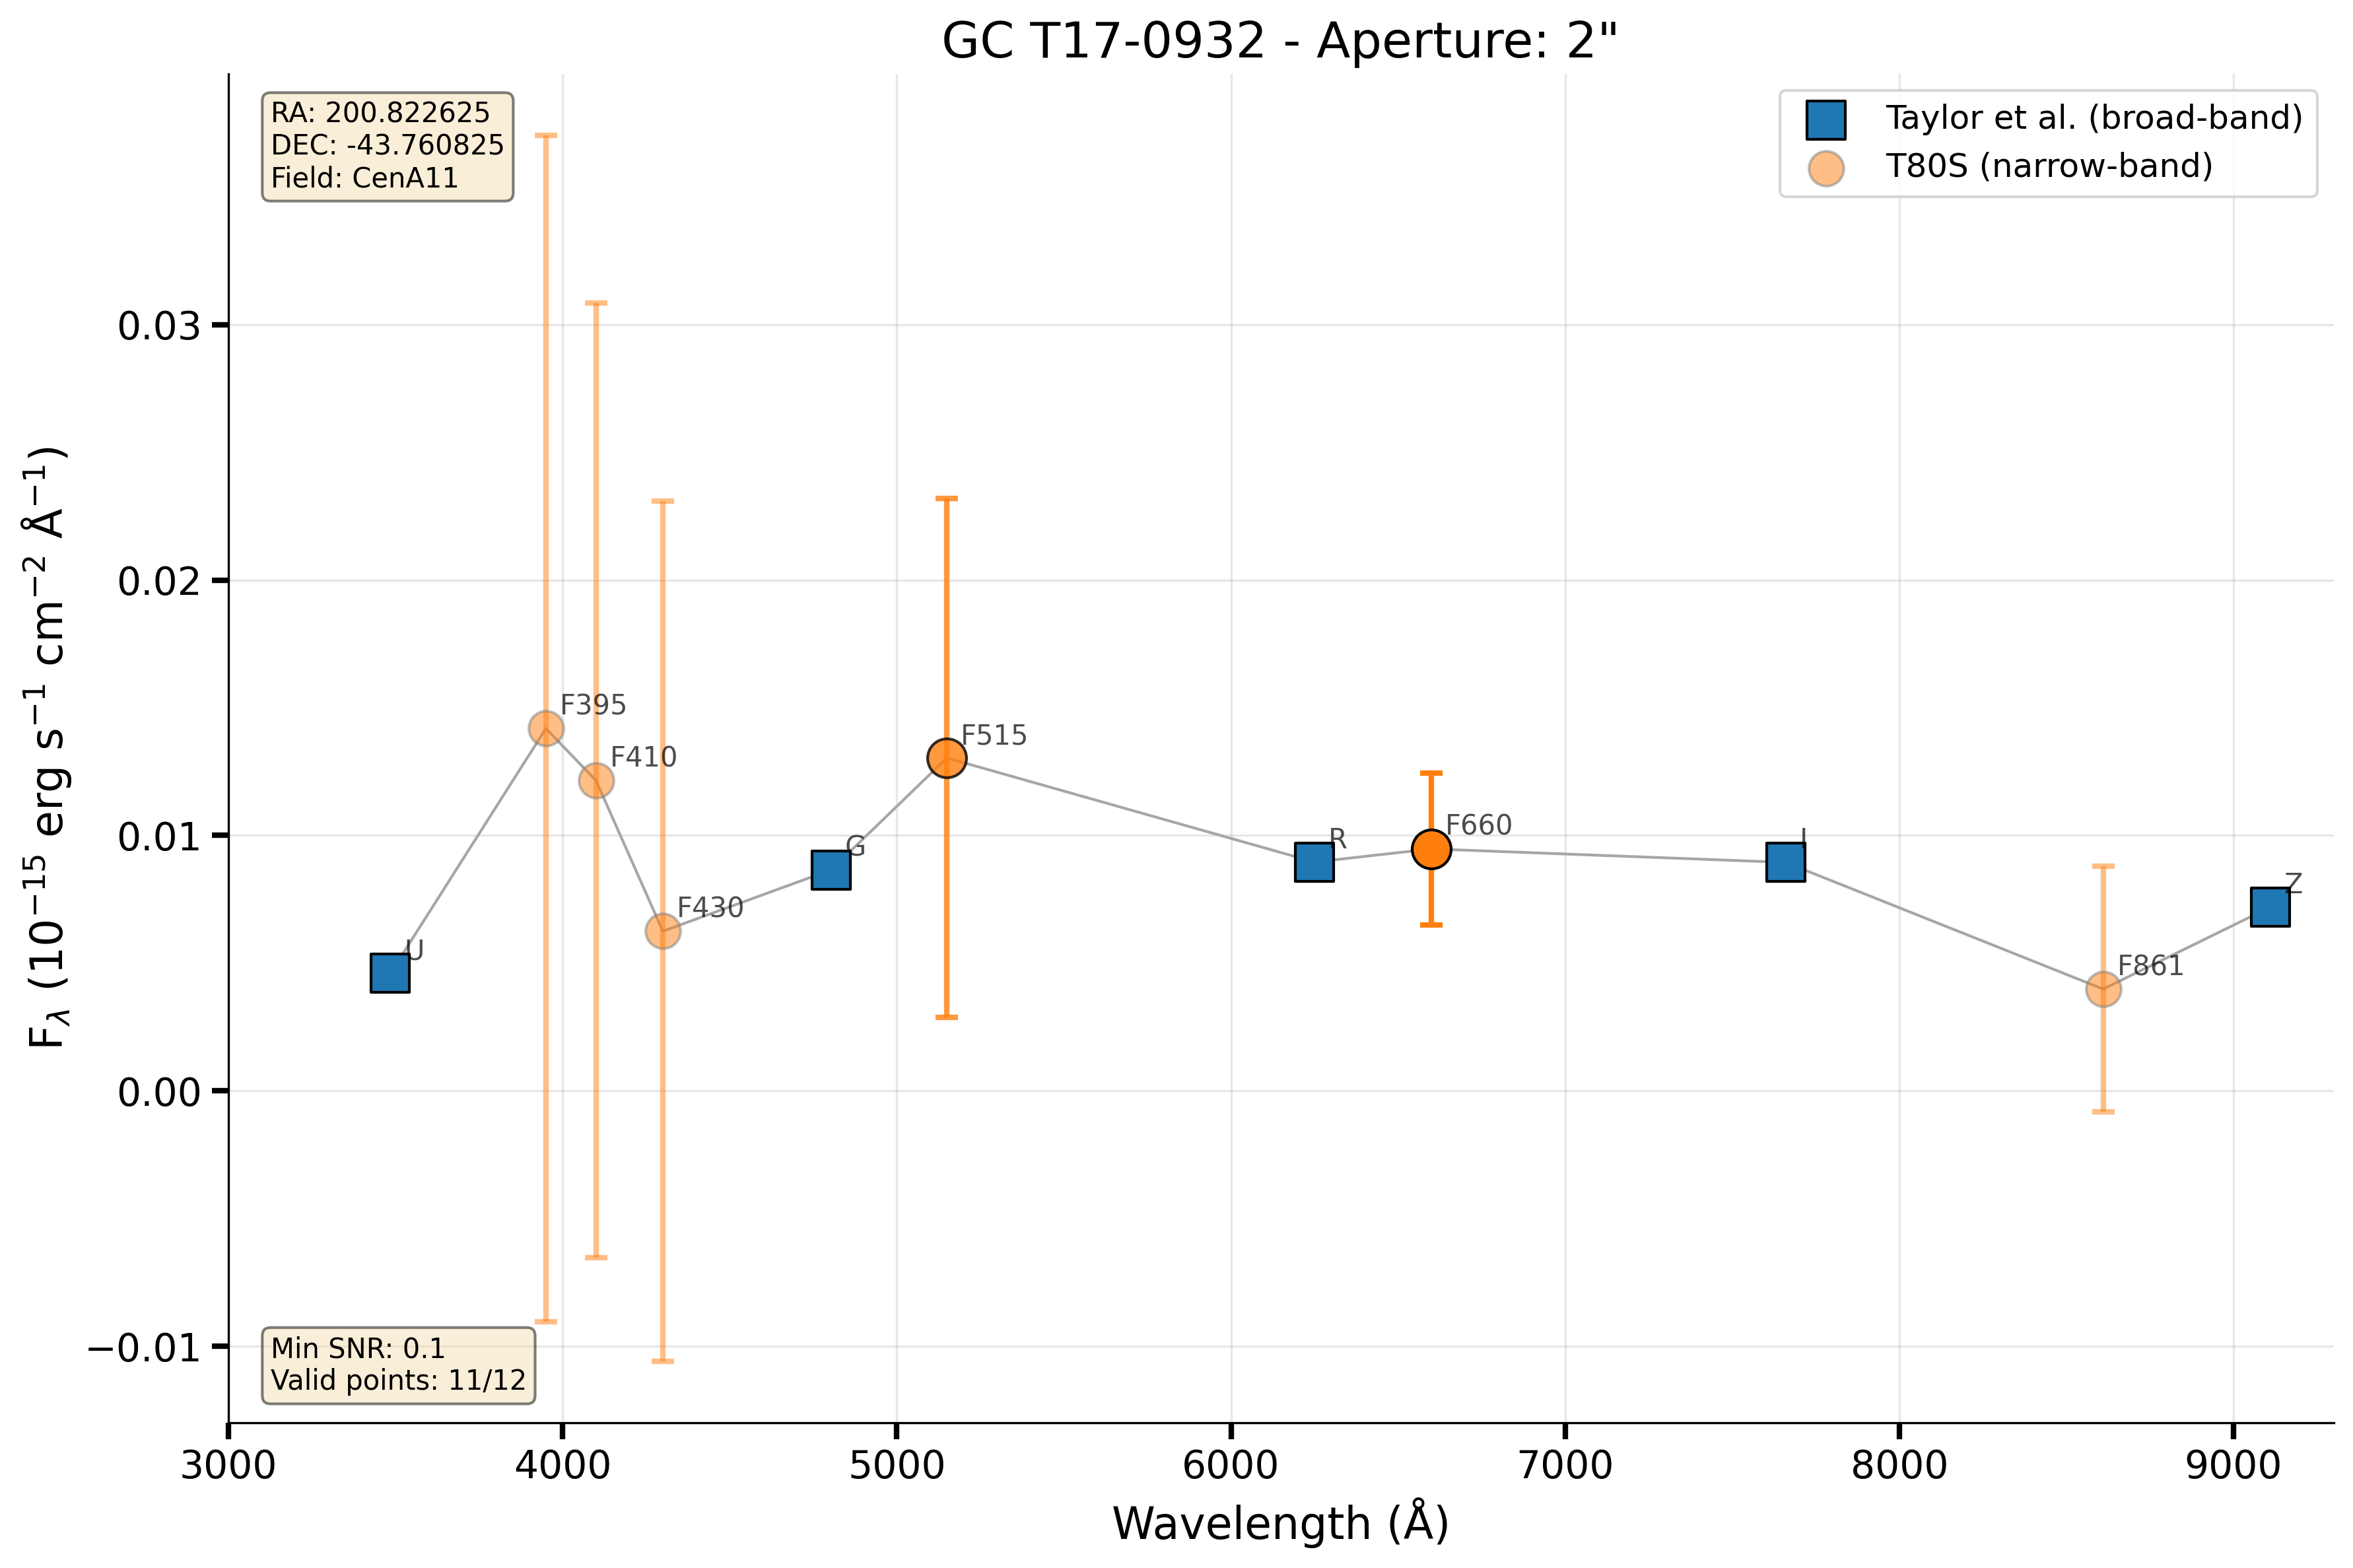 GC T17-0932 - Aperture: 2"
RA: 200.822625
DEC: -43.760825
Field: CenA11
Taylor et al. (broad-band)
T80S (narrow-band)
F395
F410
F430
F515
F660
F861
U
G
R
I
Z
0.03
0.02
0.01
0.00
−0.01
F_λ (10⁻¹⁵ erg s⁻¹ cm⁻² Å⁻¹)
Min SNR: 0.1
Valid points: 11/12
3000 4000 5000 6000 7000 8000 9000
Wavelength (Å)